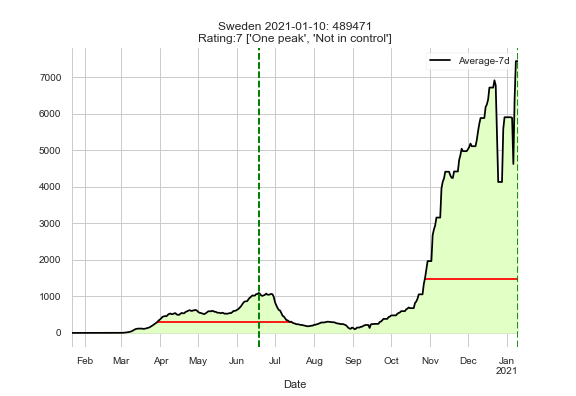 Sweden 2021-01-10: 489471
Rating:7 ['One peak', 'Not in control']
Average-7d
7000
6000
5000
4000
3000
2000
1000
0
Feb Mar Apr May Jun Jul Aug Sep Oct Nov Dec Jan
2021
Date